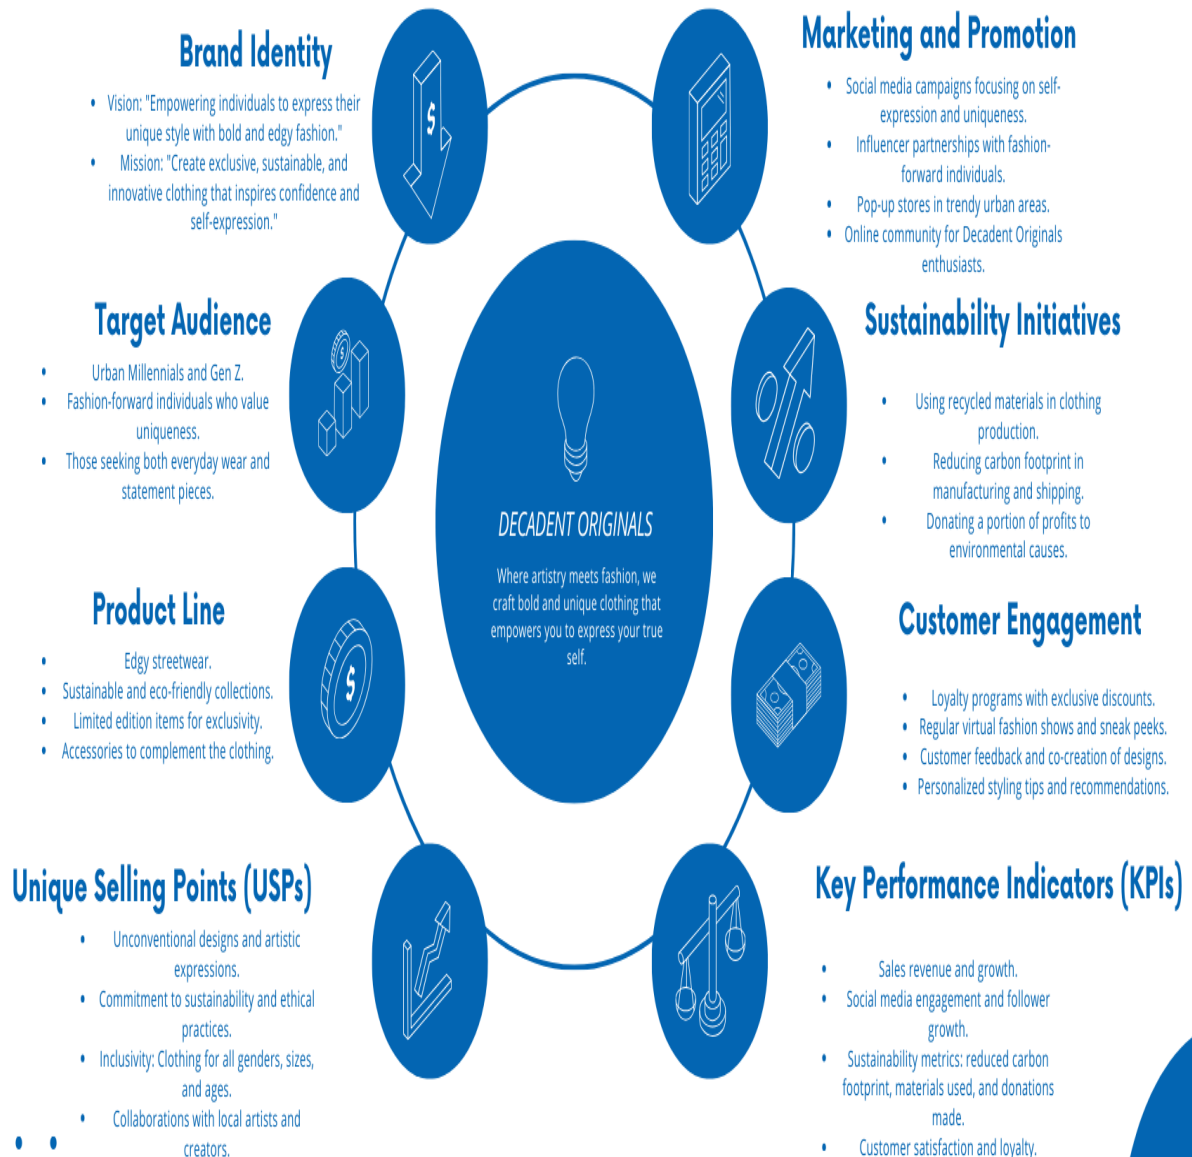 Brand Identity
• Vision: "Empowering individuals to express their
unique style with bold and edgy fashion."
• Mission: "Create exclusive, sustainable, and
innovative clothing that inspires confidence and
self-expression."
Target Audience
• Urban Millennials and Gen Z.
• Fashion-forward individuals who value
uniqueness.
• Those seeking both everyday wear and
statement pieces.
Product Line
• Edgy streetwear.
• Sustainable and eco-friendly collections.
• Limited edition items for exclusivity.
• Accessories to complement the clothing.
Unique Selling Points (USPs)
• Unconventional designs and artistic
expressions.
• Commitment to sustainability and ethical
practices.
• Inclusivity: Clothing for all genders, sizes,
and ages.
• Collaborations with local artists and
creators.
$
$
$
DECADENT ORIGINALS
Where artistry meets fashion, we
craft bold and unique clothing that
empowers you to express your true
self.
Marketing and Promotion
• Social media campaigns focusing on self-
expression and uniqueness.
• Influencer partnerships with fashion-
forward individuals.
• Pop-up stores in trendy urban areas.
• Online community for Decadent Originals
enthusiasts.
Sustainability Initiatives
• Using recycled materials in clothing
production.
• Reducing carbon footprint in
manufacturing and shipping.
• Donating a portion of profits to
environmental causes.
Customer Engagement
• Loyalty programs with exclusive discounts.
• Regular virtual fashion shows and sneak peeks.
• Customer feedback and co-creation of designs.
• Personalized styling tips and recommendations.
Key Performance Indicators (KPIs)
• Sales revenue and growth.
• Social media engagement and follower
growth.
• Sustainability metrics: reduced carbon
footprint, materials used, and donations
made.
• Customer satisfaction and loyalty.